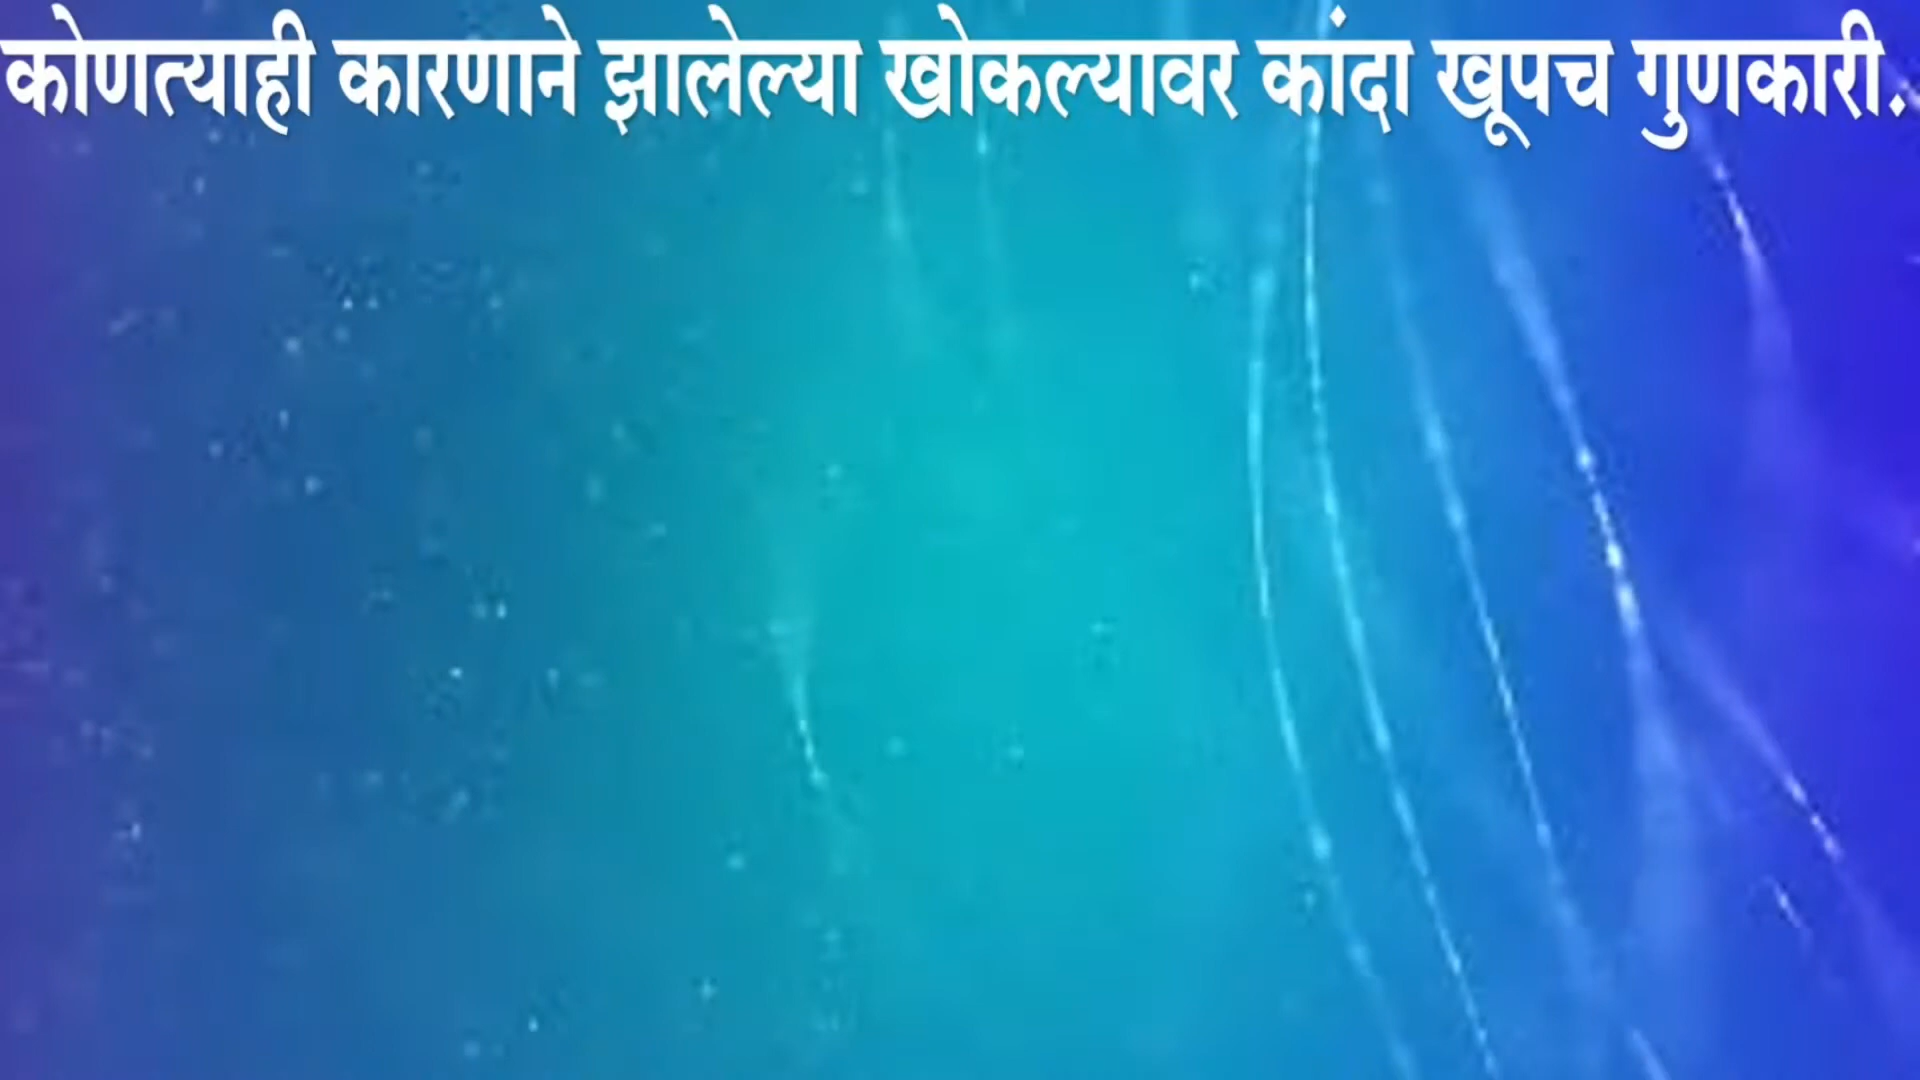 कोणत्याही कारणाने झालेल्या खोकल्यावर कांदा खूपच गुणकारी.